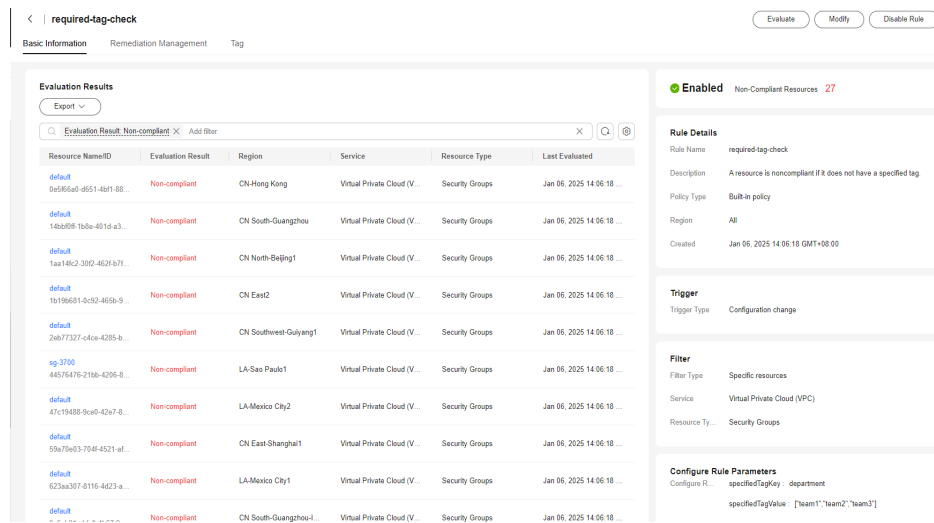 required-tag-check
Evaluate Modify Disable Rule
Basic Information Remediation Management Tag
Evaluation Results
Export
Evaluation Result: Non-compliant Add filter
Resource Name/ID Evaluation Result Region Service Resource Type Last Evaluated
default
0e5f66a0-d651-4bf1-88... Non-compliant CN-Hong Kong Virtual Private Cloud (V... Security Groups Jan 06, 2025 14:06:18 ...
default
14bbf0ff-1b8e-401d-a3... Non-compliant CN South-Guangzhou Virtual Private Cloud (V... Security Groups Jan 06, 2025 14:06:18 ...
default
1aa14fc2-30f2-462f-b7f... Non-compliant CN North-Beijing1 Virtual Private Cloud (V... Security Groups Jan 06, 2025 14:06:18 ...
default
1b19b681-0c92-465b-9... Non-compliant CN East2 Virtual Private Cloud (V... Security Groups Jan 06, 2025 14:06:18 ...
default
2eb77327-c4ce-4285-b... Non-compliant CN Southwest-Guiyang1 Virtual Private Cloud (V... Security Groups Jan 06, 2025 14:06:18 ...
sg-3700
44576476-21bb-4206-8... Non-compliant LA-Sao Paulo1 Virtual Private Cloud (V... Security Groups Jan 06, 2025 14:06:18 ...
default
47c19488-9ce0-42e7-8... Non-compliant LA-Mexico City2 Virtual Private Cloud (V... Security Groups Jan 06, 2025 14:06:18 ...
default
59a70e03-704f-4521-af... Non-compliant CN East-Shanghai1 Virtual Private Cloud (V... Security Groups Jan 06, 2025 14:06:18 ...
default
623aa307-8116-4d23-a... Non-compliant LA-Mexico City1 Virtual Private Cloud (V... Security Groups Jan 06, 2025 14:06:18 ...
default
Non-compliant CN South-Guangzhou-I... Virtual Private Cloud (V... Security Groups Jan 06, 2025 14:06:18 ...
Enabled Non-Compliant Resources 27
Rule Details
Rule Name required-tag-check
Description A resource is noncompliant if it does not have a specified tag.
Policy Type Built-in policy
Region All
Created Jan 06, 2025 14:06:18 GMT+08:00
Trigger
Trigger Type Configuration change
Filter
Filter Type Specific resources
Service Virtual Private Cloud (VPC)
Resource Ty... Security Groups
Configure Rule Parameters
Configure R... specifiedTagKey : department
specifiedTagValue : ["team1","team2","team3"]